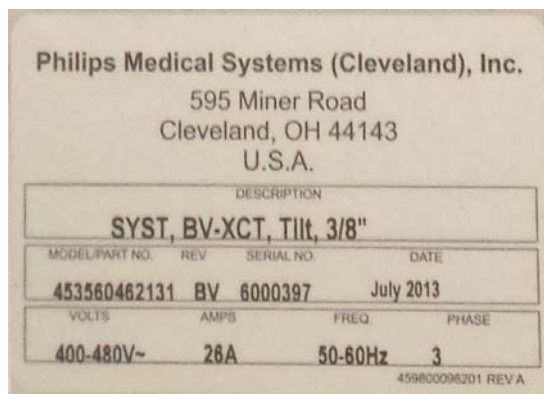 Philips Medical Systems (Cleveland), Inc.
595 Miner Road
Cleveland, OH 44143
U.S.A.
DESCRIPTION
SYST, BV-XCT, TIlt, 3/8"
MODEL/PART NO. REV SERIAL NO. DATE
453560462131 BV 6000397 July 2013
VOLTS AMPS FREQ. PHASE
400-480V~ 26A 50-60Hz 3
459800096201 REV A